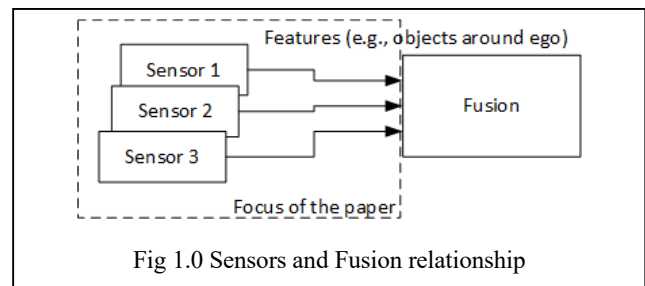 Features (e.g., objects around ego)
Sensor 1
Sensor 2
Sensor 3
Fusion
Focus of the paper
Fig 1.0 Sensors and Fusion relationship